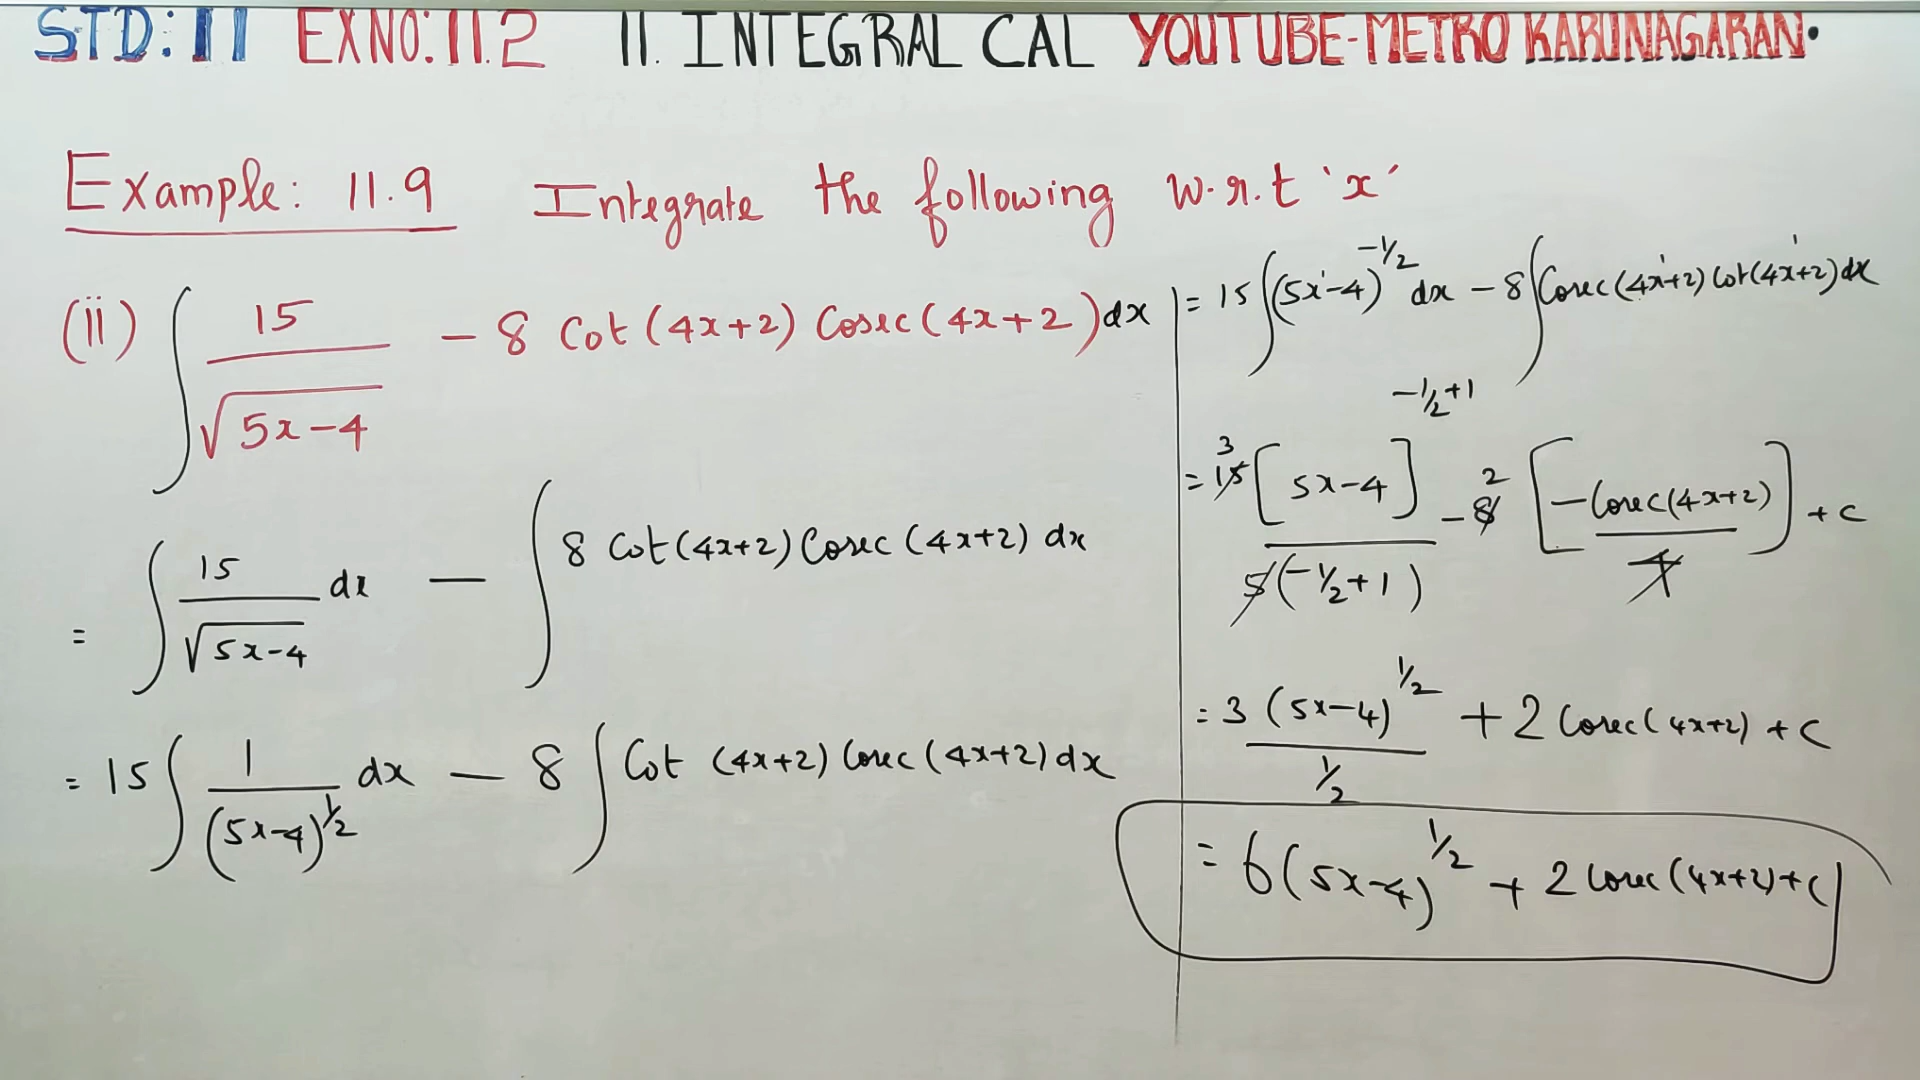 STD: 11 EXNO: 11.2 11. INTEGRAL CAL YOUTUBE-METRO KARUNAGARAN.
Example: 11.9 Integrate the following w.r.t 'x'
(ii) ∫ 15/√(5x-4) - 8 Cot(4x+2) Cosec(4x+2) dx
= ∫ 15/√(5x-4) dx - ∫ 8 Cot(4x+2) Cosec(4x+2) dx
= 15 ∫ 1/(5x-4)^(1/2) dx - 8 ∫ Cot (4x+2) Cosec(4x+2) dx
= 15 ∫ (5x-4)^(-1/2) dx - 8 ∫ Cosec(4x+2) Cot(4x+2) dx
= 3 15 [5x-4]^(-1/2+1) / 5(-1/2+1) - 2 8 [-Cosec(4x+2) / 4] + c
= 3 (5x-4)^(1/2) / (1/2) + 2 Cosec(4x+2) + c
= 6(5x-4)^(1/2) + 2 Cosec(4x+2) + c